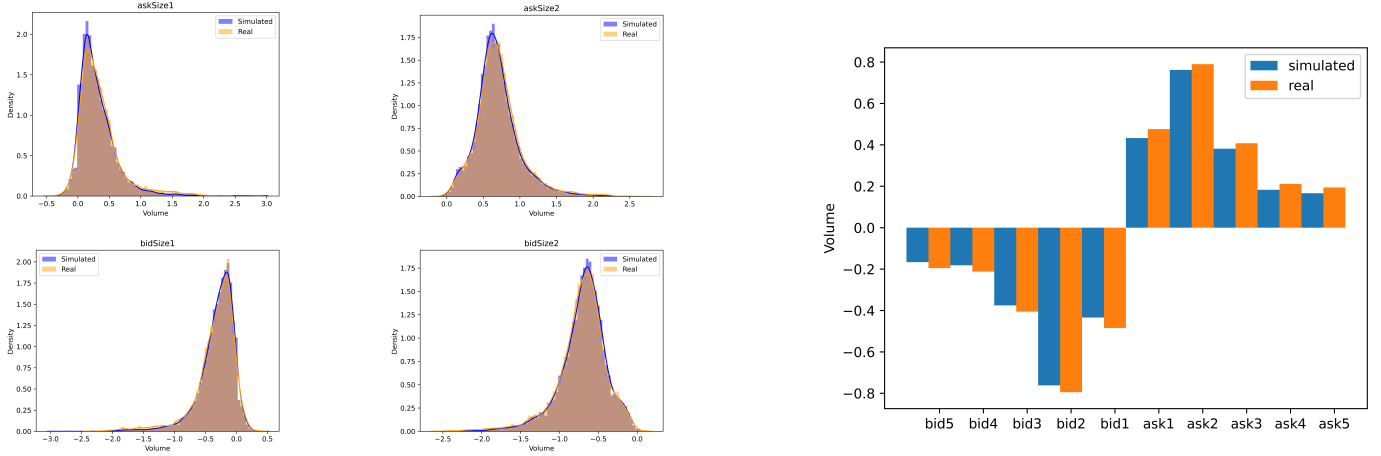 askSize1
Simulated
Real
Density
2.0
1.5
1.0
0.5
0.0
−0.5 0.0 0.5 1.0 1.5 2.0 2.5 3.0
Volume
askSize2
Simulated
Real
Density
1.75
1.50
1.25
1.00
0.75
0.50
0.25
0.00
0.0 0.5 1.0 1.5 2.0 2.5
Volume
bidSize1
Simulated
Real
Density
2.00
1.75
1.50
1.25
1.00
0.75
0.50
0.25
0.00
−3.0 −2.5 −2.0 −1.5 −1.0 −0.5 0.0 0.5
Volume
bidSize2
Simulated
Real
Density
1.75
1.50
1.25
1.00
0.75
0.50
0.25
0.00
−2.5 −2.0 −1.5 −1.0 −0.5 0.0
Volume
simulated
real
Volume
0.8
0.6
0.4
0.2
0.0
−0.2
−0.4
−0.6
−0.8
bid5 bid4 bid3 bid2 bid1 ask1 ask2 ask3 ask4 ask5